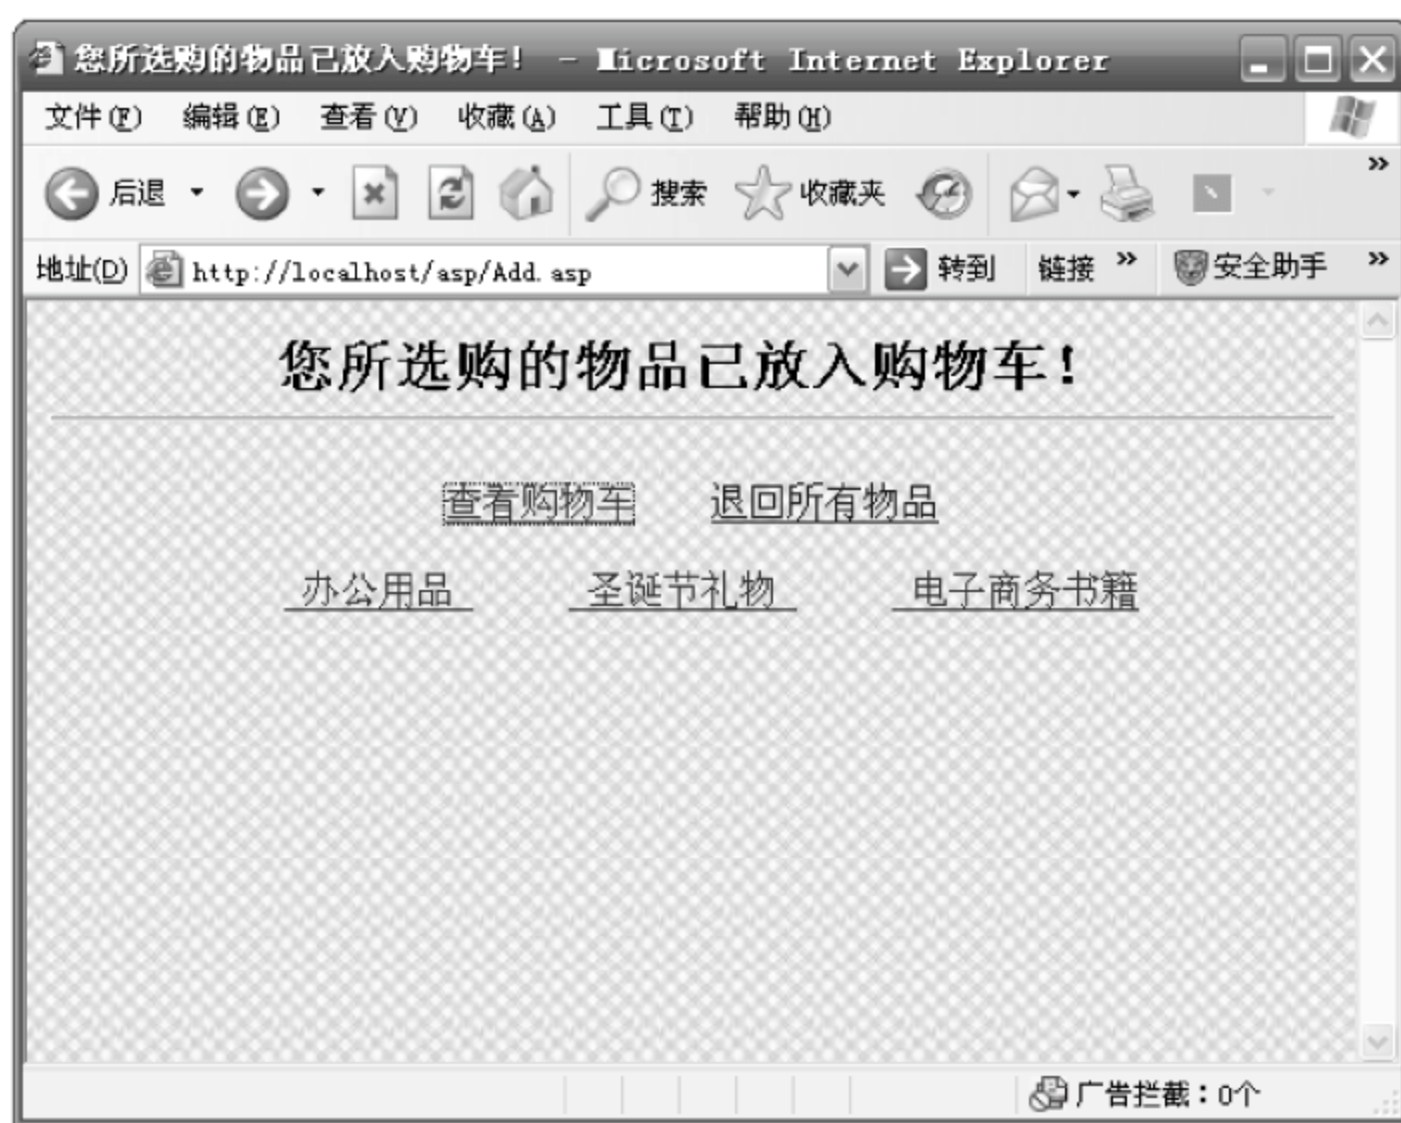 您所选购的物品已放入购物车! - Microsoft Internet Explorer
文件(F) 编辑(E) 查看(V) 收藏(A) 工具(T) 帮助(H)
后退 搜索 收藏夹 »
地址(D) http://localhost/asp/Add.asp 转到 链接 » 安全助手 »
您所选购的物品已放入购物车!
查看购物车 退回所有物品
办公用品 圣诞节礼物 电子商务书籍
广告拦截：0个